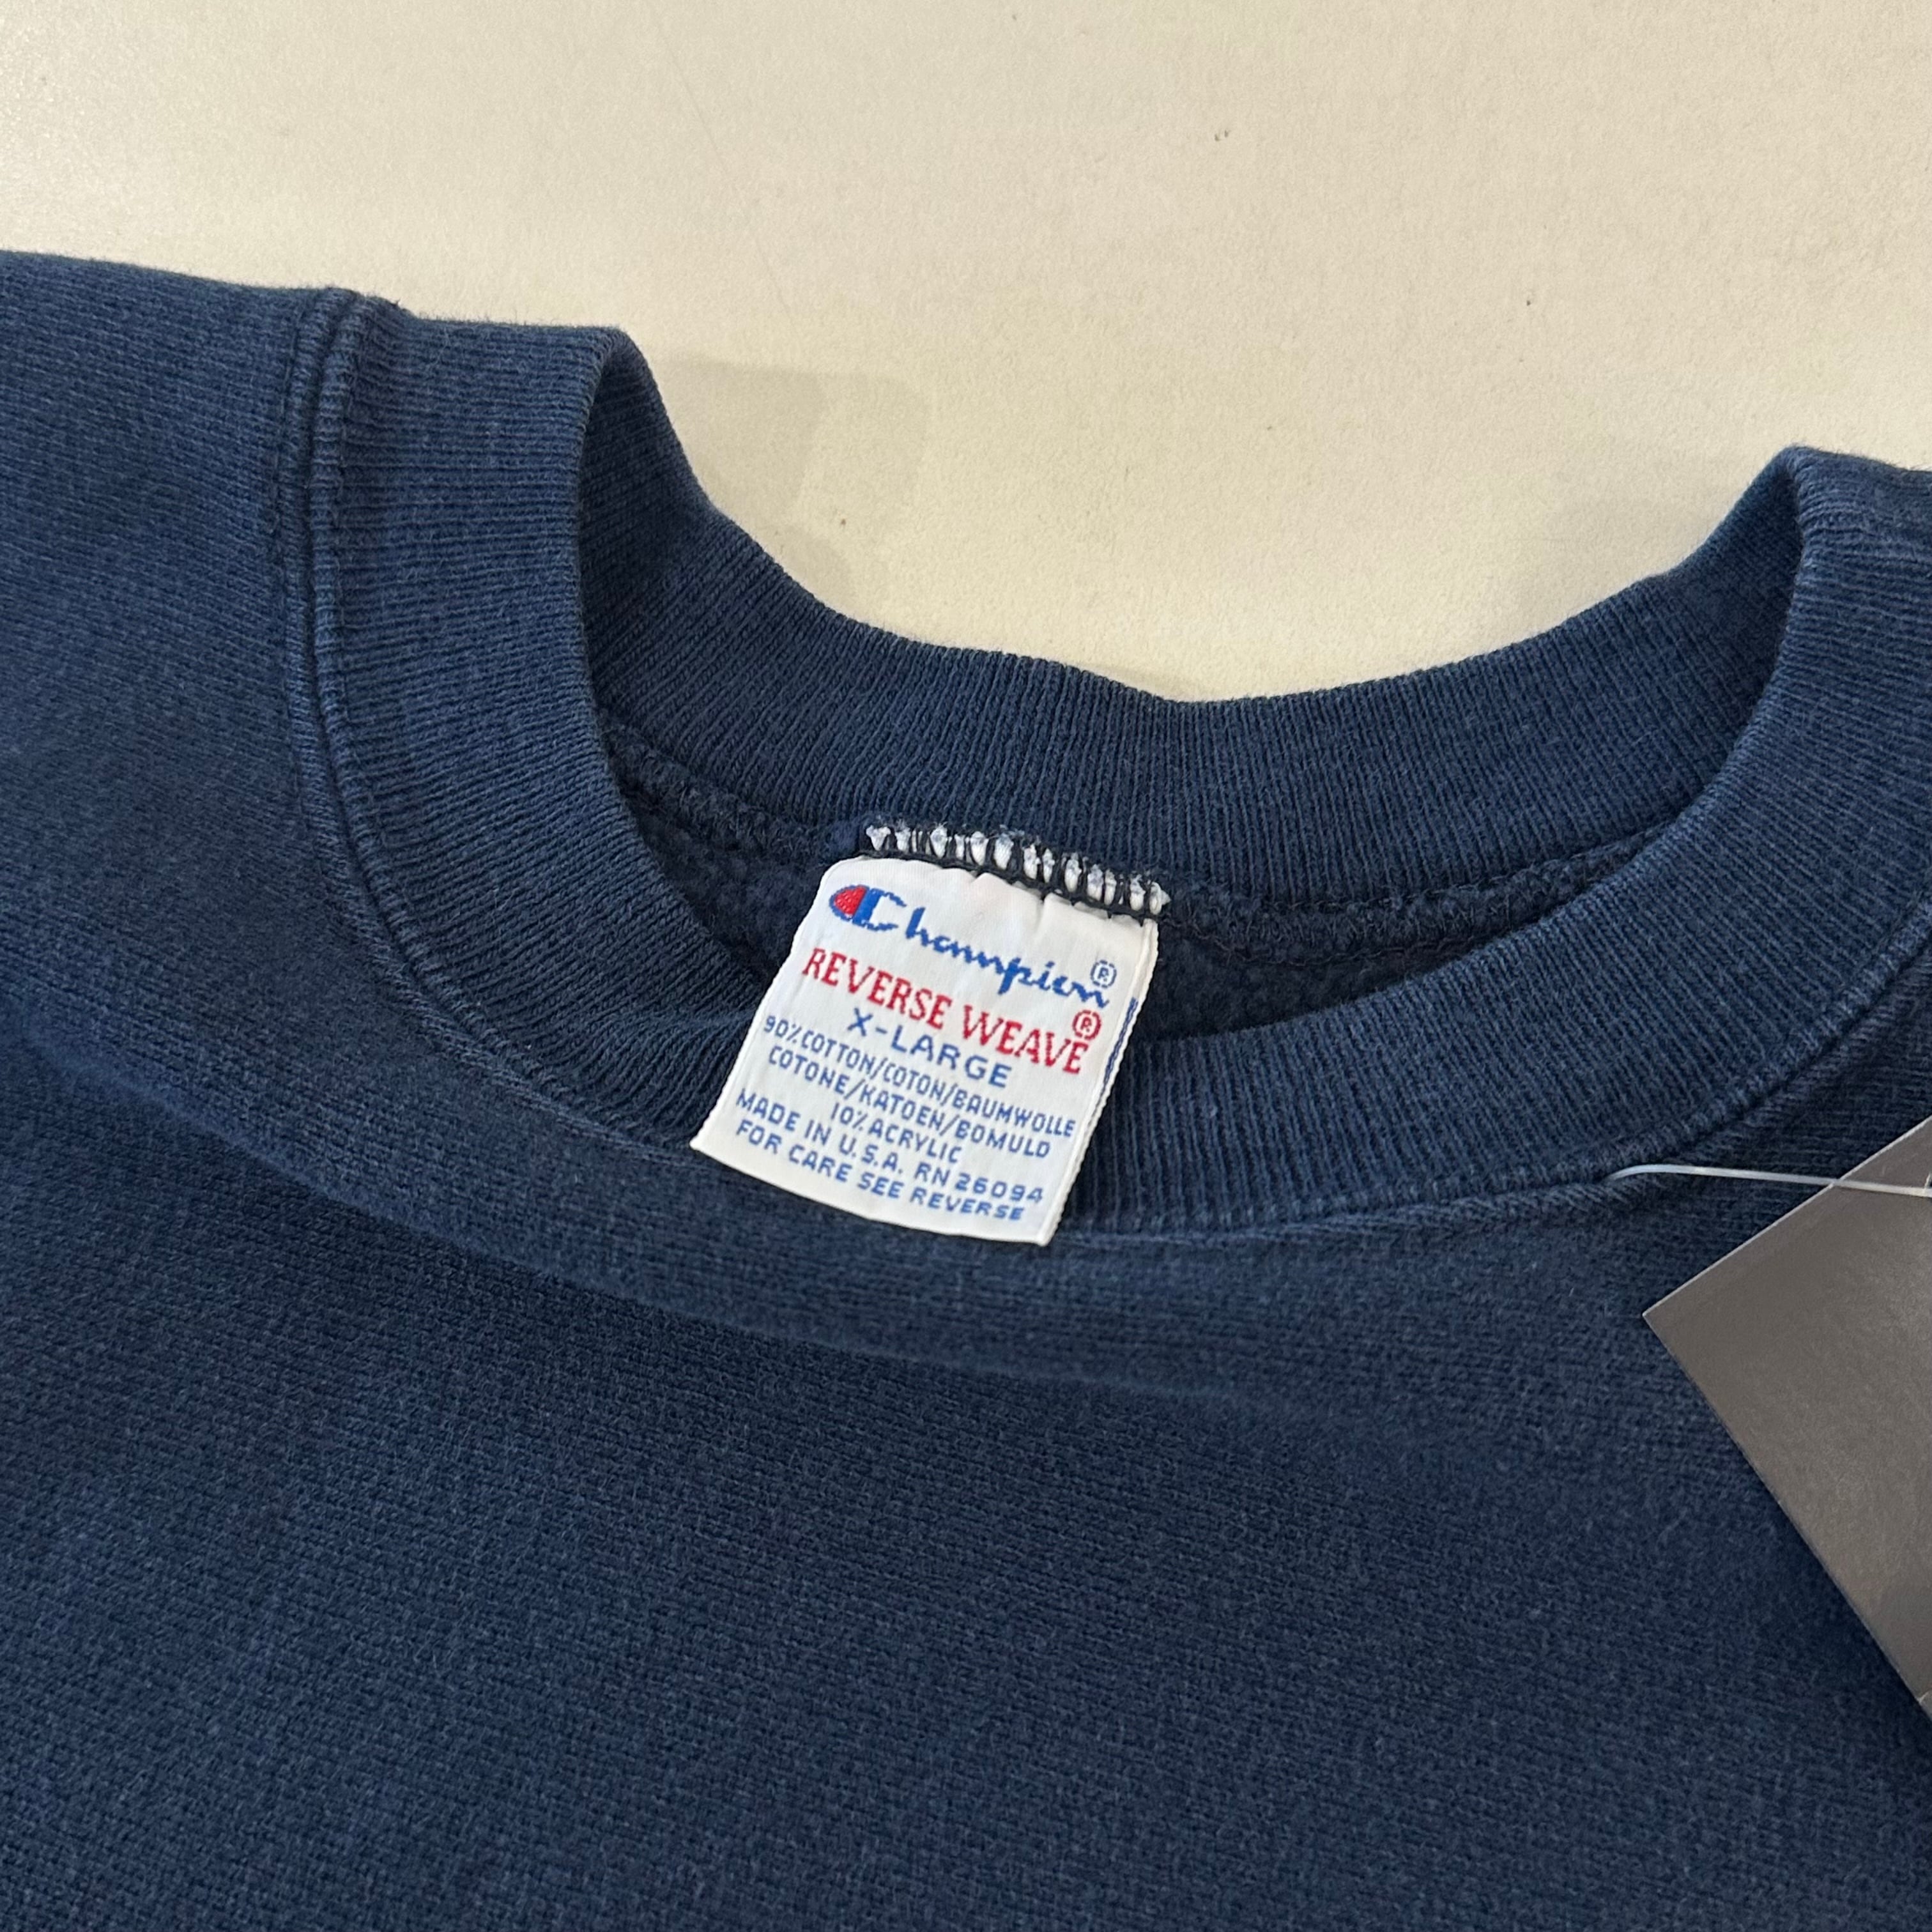 Champion®
REVERSE WEAVE®
X-LARGE
90% COTTON/COTON/BAUMWOLLE
COTONE/KATOEN/BOMULD
10% ACRYLIC
MADE IN U.S.A. RN 26094
FOR CARE SEE REVERSE